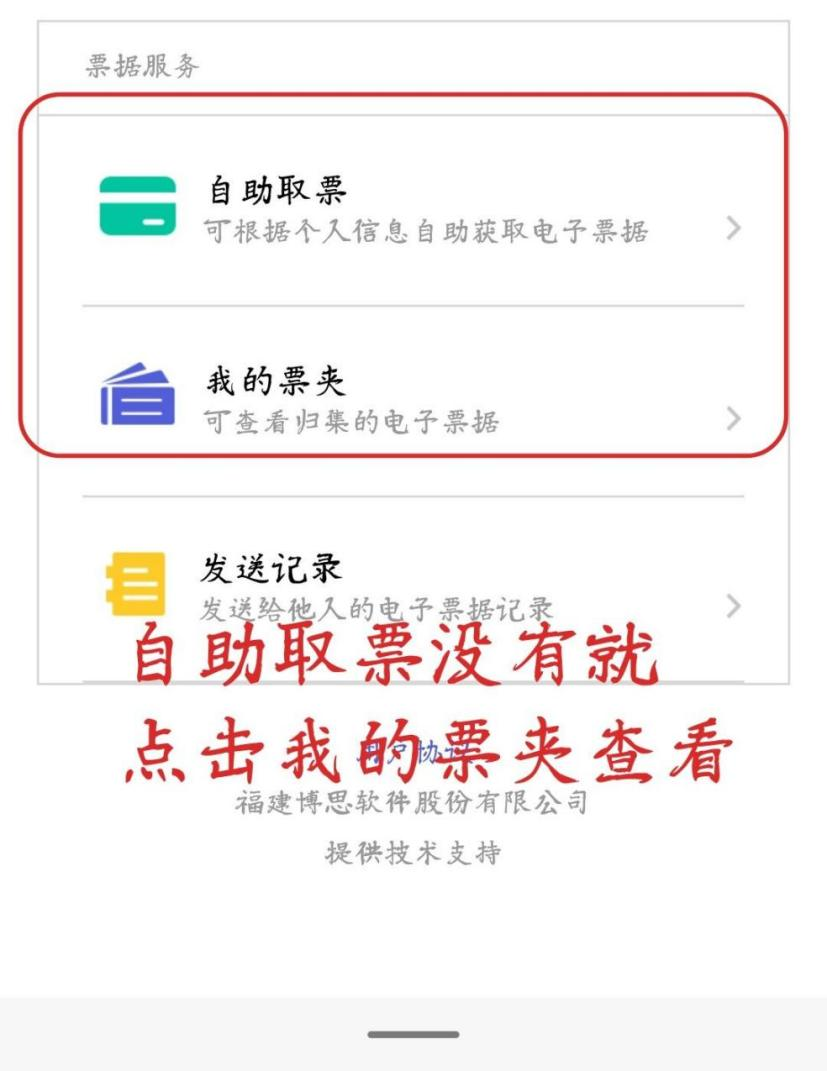 票据服务
自助取票
可根据个人信息自助获取电子票据
我的票夹
可查看归集的电子票据
发送记录
发送给他人的电子票据记录
自助取票没有就
点击我的票夹查看
用户协议
福建博思软件股份有限公司
提供技术支持